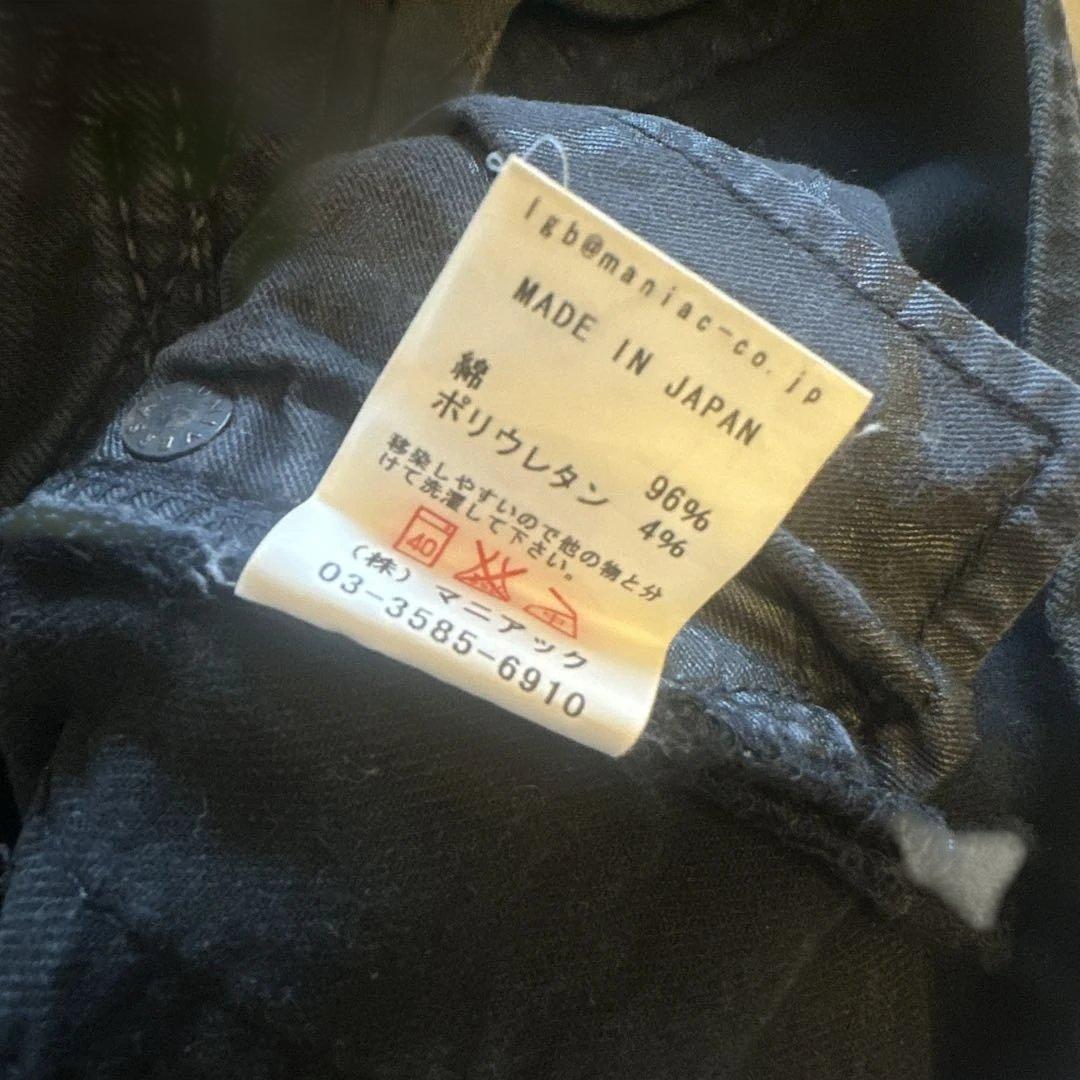 lgb@maniac-co.jp
MADE IN JAPAN
綿 96%
ポリウレタン 4%
移染しやすいので他の物と分
けて洗濯して下さい。
40
(株)マニアック
03-3585-6910